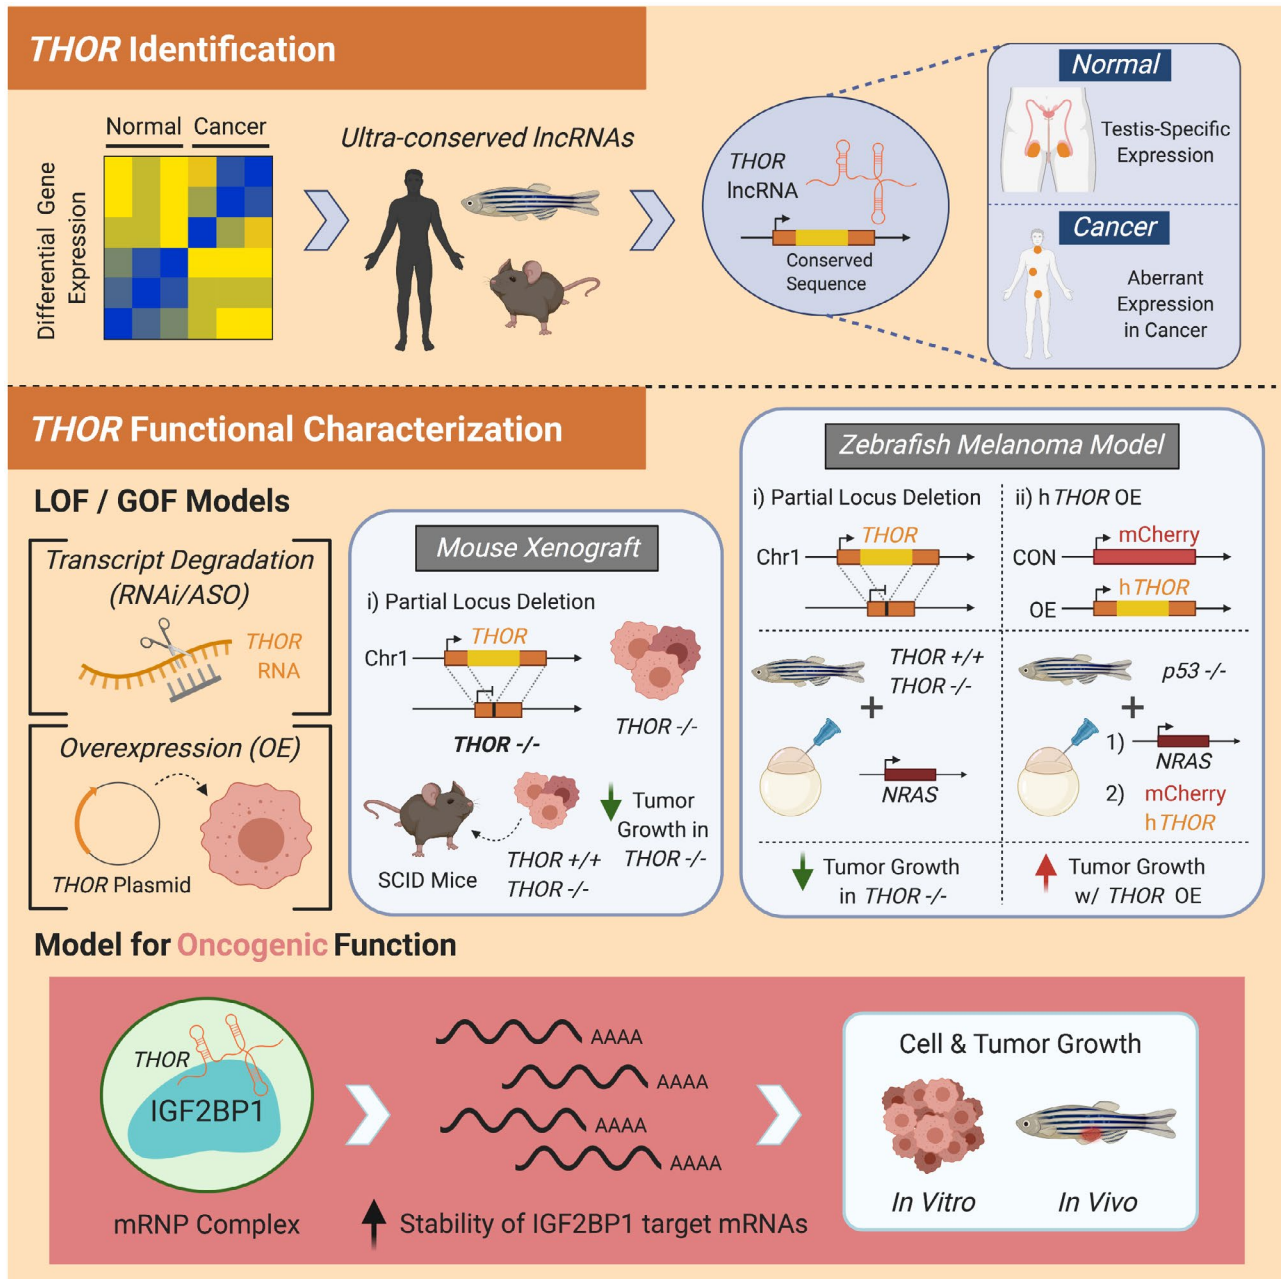 THOR Identification
Normal Cancer
Differential Gene
Expression
Ultra-conserved lncRNAs
THOR
lncRNA
Conserved
Sequence
Normal
Testis-Specific
Expression
Cancer
Aberrant
Expression
in Cancer
THOR Functional Characterization
LOF / GOF Models
Transcript Degradation
(RNAi/ASO)
THOR
RNA
Overexpression (OE)
THOR Plasmid
Mouse Xenograft
i) Partial Locus Deletion
THOR
Chr1
THOR -/-
THOR -/-
SCID Mice
THOR +/+
THOR -/-
Tumor
Growth in
THOR -/-
Zebrafish Melanoma Model
i) Partial Locus Deletion
THOR
Chr1
THOR +/+
THOR -/-
+
NRAS
Tumor Growth
in THOR -/-
ii) hTHOR OE
mCherry
CON
hTHOR
OE
p53 -/-
+
1)
NRAS
2) mCherry
hTHOR
Tumor Growth
w/ THOR OE
Model for Oncogenic Function
THOR
IGF2BP1
mRNP Complex
AAAA
AAAA
AAAA
AAAA
Stability of IGF2BP1 target mRNAs
Cell & Tumor Growth
In Vitro
In Vivo